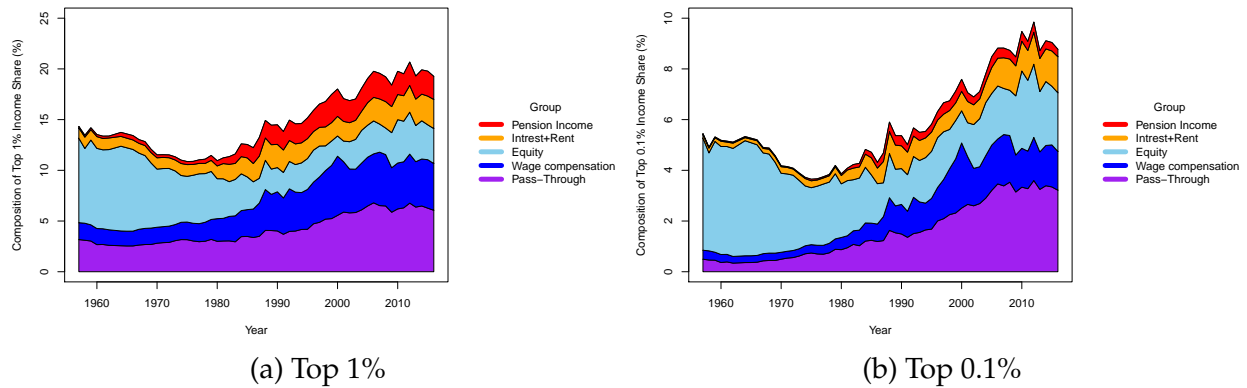 Composition of Top 1% Income Share (%)
25
20
15
10
5
0
1960 1970 1980 1990 2000 2010
Year
Group
Pension Income
Intrest+Rent
Equity
Wage compensation
Pass−Through
(a) Top 1%
Composition of Top 0.1% Income Share (%)
10
8
6
4
2
0
1960 1970 1980 1990 2000 2010
Year
Group
Pension Income
Intrest+Rent
Equity
Wage compensation
Pass−Through
(b) Top 0.1%